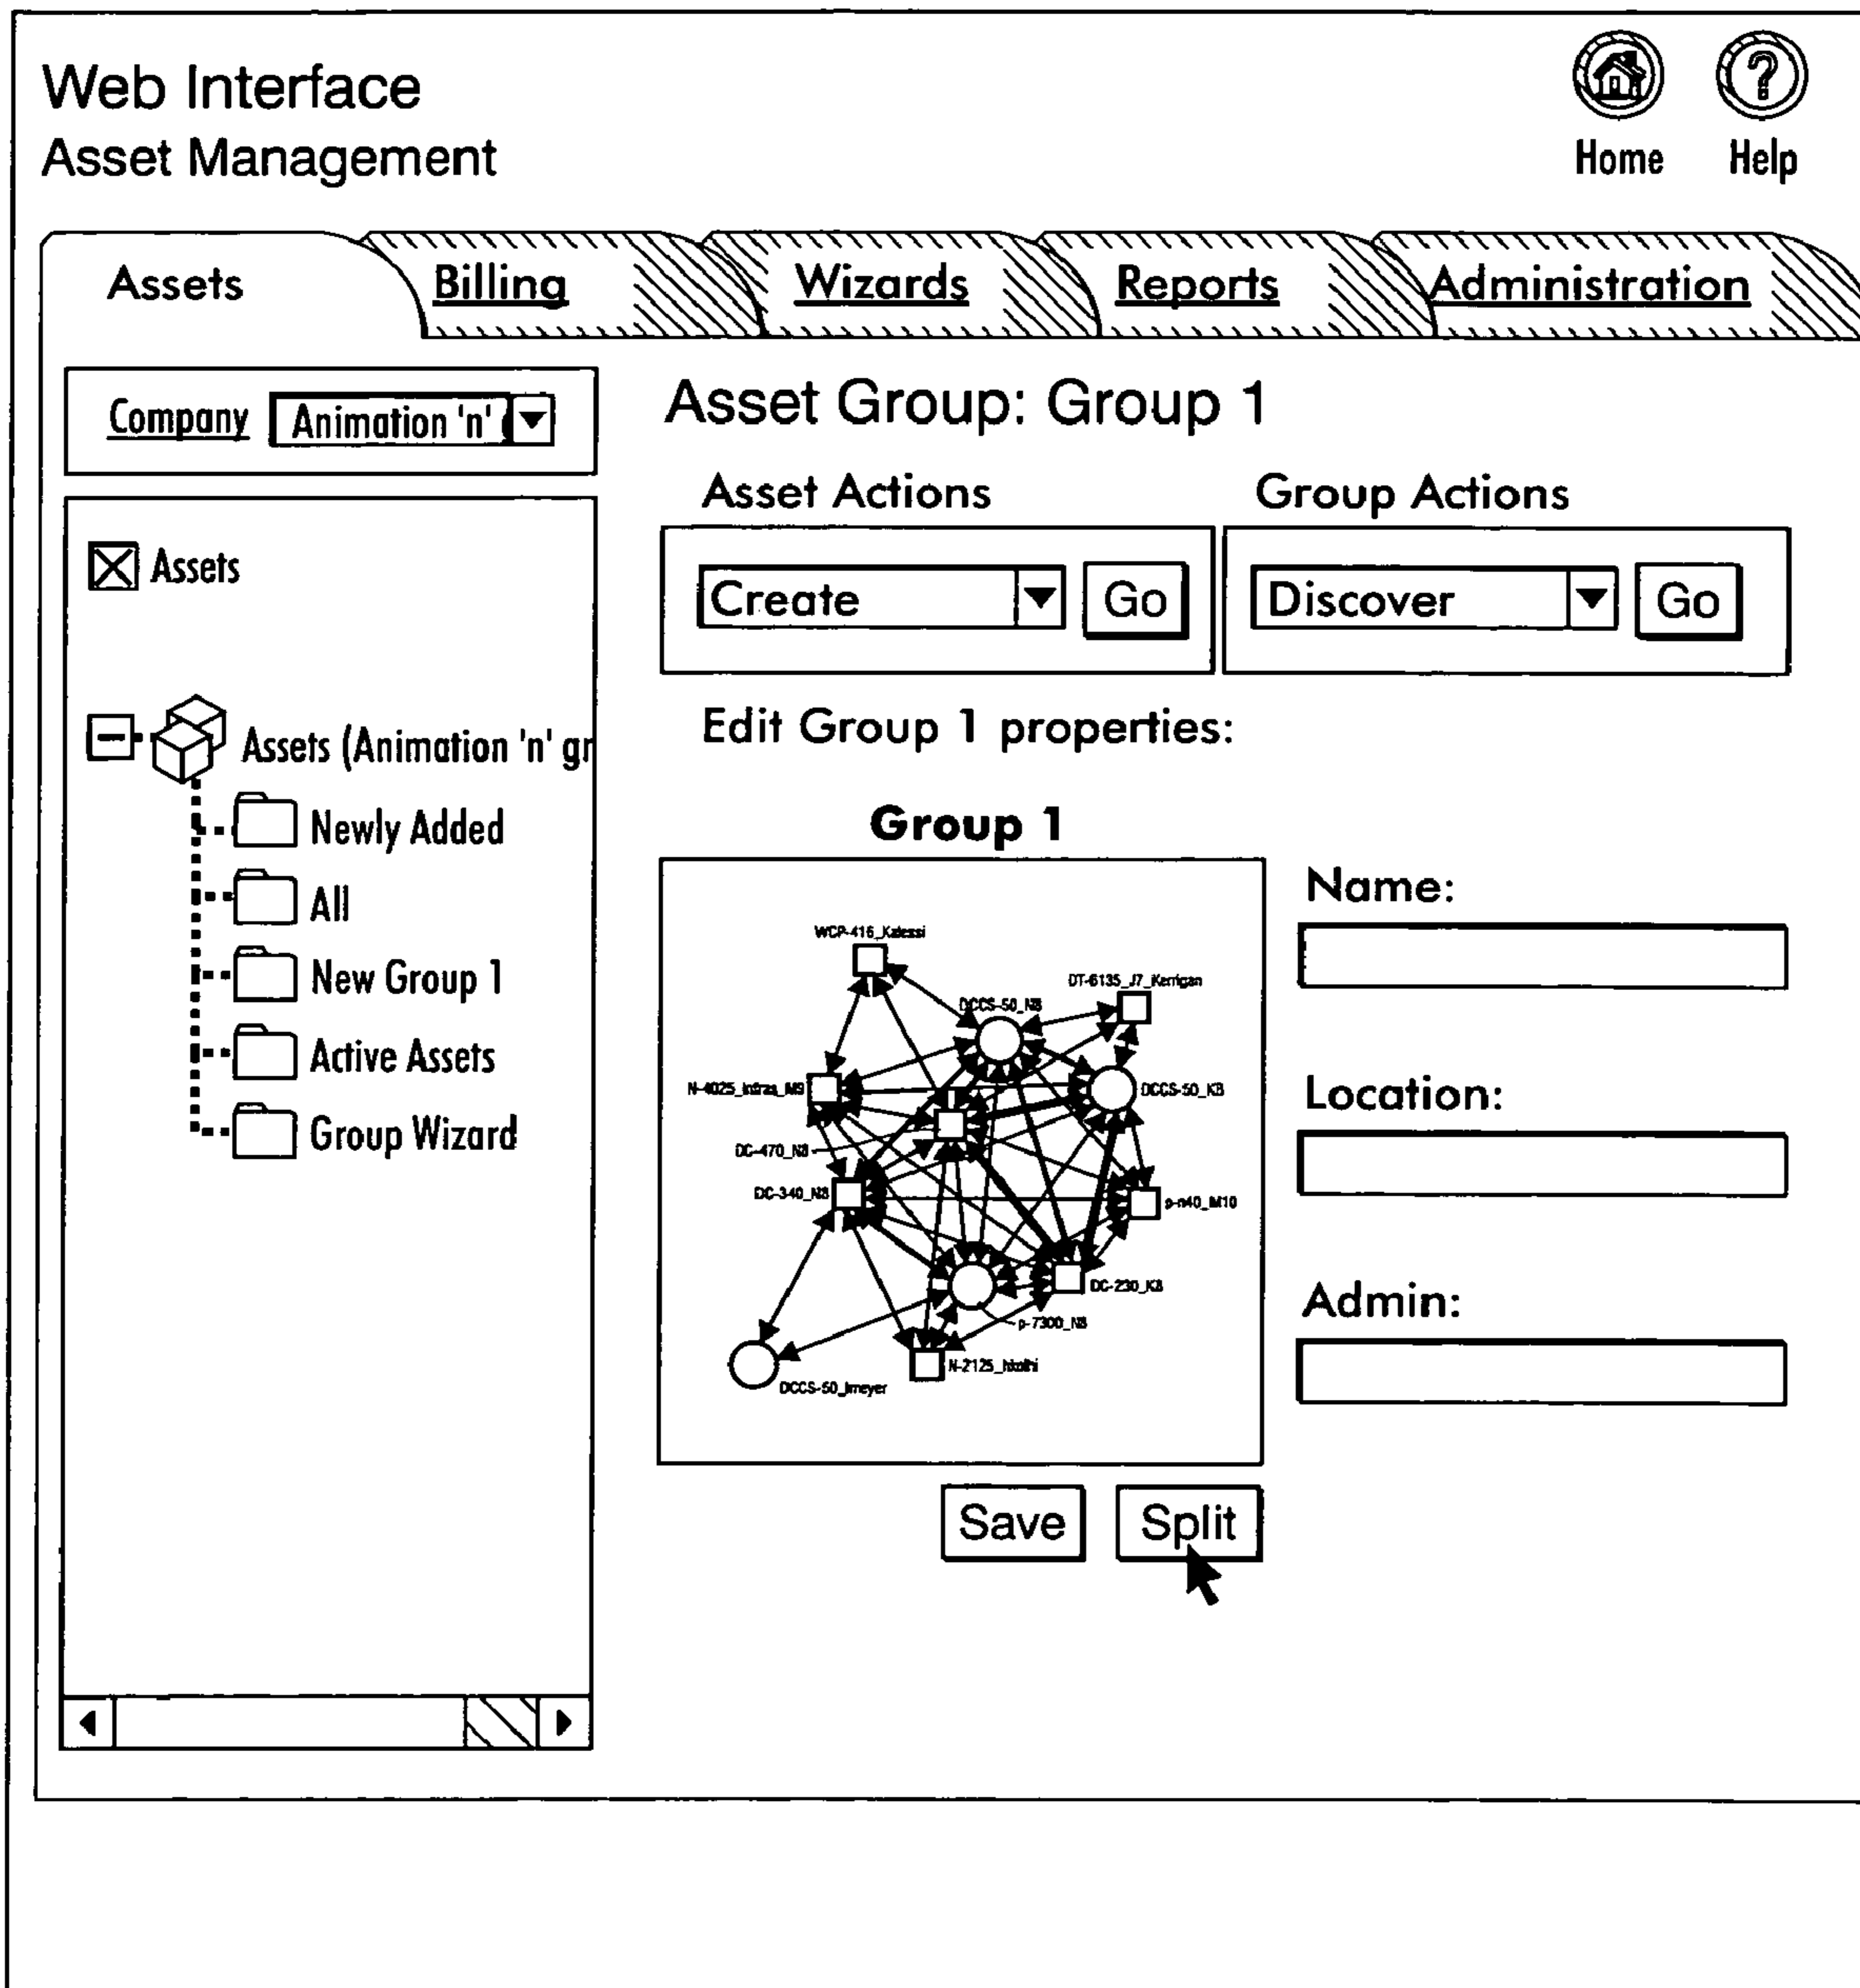 Web Interface
Asset Management
Home Help
Assets Billing Wizards Reports Administration
Company Animation 'n'
Asset Group: Group 1
Asset Actions Group Actions
Assets
Create Go Discover Go
Assets (Animation 'n' gr
Edit Group 1 properties:
Newly Added
All
New Group 1
Active Assets
Group Wizard
Group 1
Name:
WCP-416_Kalessi
DT-6135_J7_Kerrigan
DCCS-50_N8
N-4025_Infras_M9
DCCS-50_K8
Location:
DC-470_N8
DC-340_N8
p-n40_M10
DC-230_K8
Admin:
p-7300_N8
DCCS-50_lmeyer
Save Split